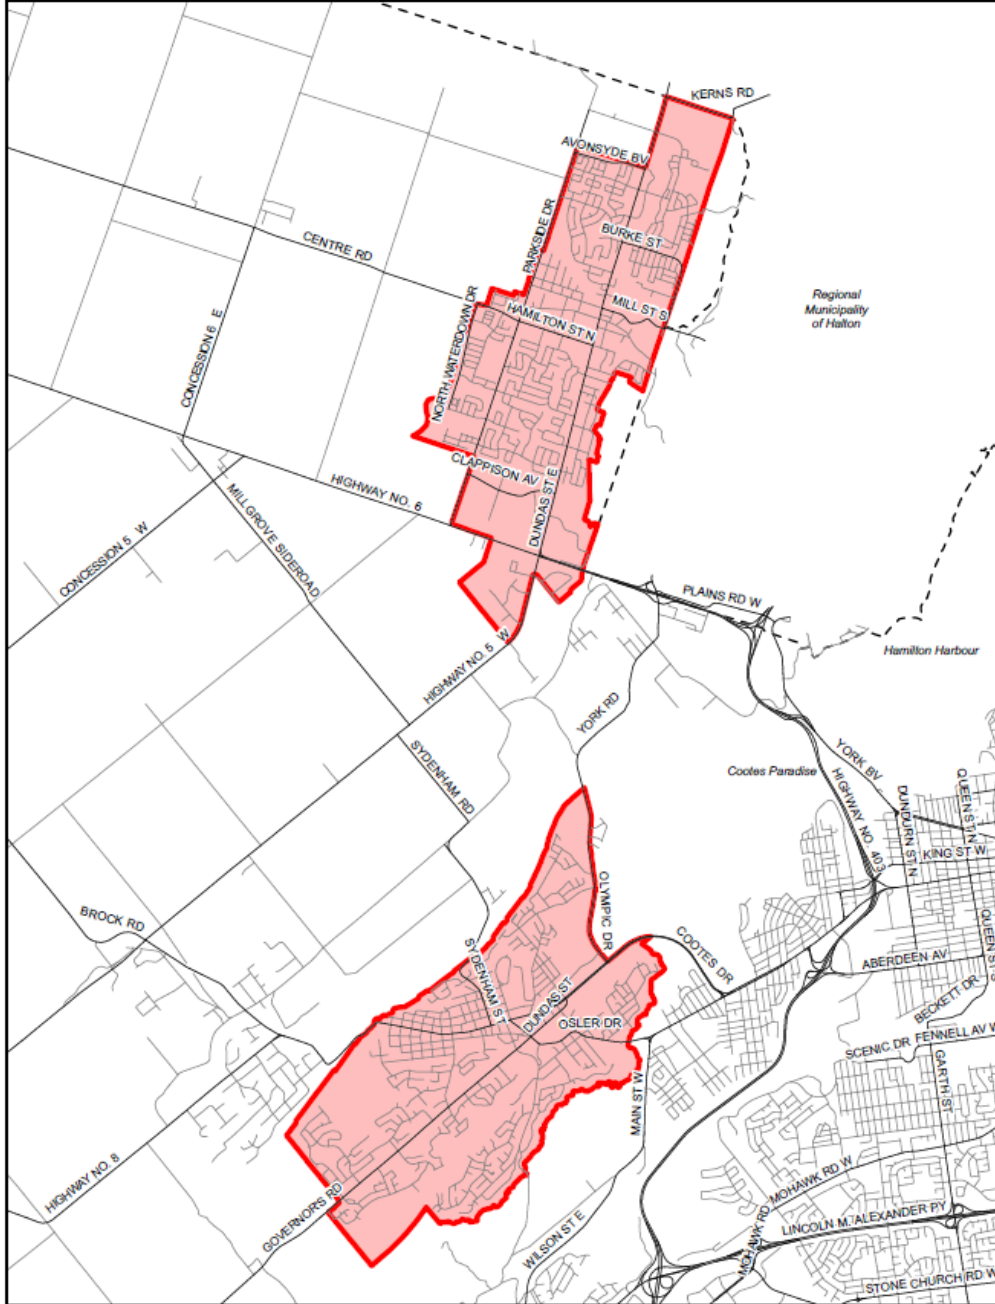 KERNS RD
AVONSYDE BV
PARKSIDE DR
BURKE ST
CENTRE RD
Regional
Municipality
of Halton
NORTH WATERDOWN DR
HAMILTON ST N
MILL ST S
CONCESSION 6 E
CLAPPISON AV
HIGHWAY NO. 6
DUNDAS ST E
MILLGROVE SIDEROAD
CONCESSION 5 W
PLAINS RD W
HIGHWAY NO. 5 W
Hamilton Harbour
YORK RD
SYDENHAM RD
Cootes Paradise
YORK BV
HIGHWAY NO. 403
DUNDURN ST N
QUEEN ST N
KING ST W
OLYMPIC DR
BROCK RD
SYDENHAM ST
COOTES DR
QUEEN ST S
ABERDEEN AV
DUNDAS ST
BECKETT DR
OSLER DR
SCENIC DR
FENNELL AV W
GARTH ST
MAIN ST W
HIGHWAY NO. 8
GOVERNOR'S RD
MOHAWK RD W
WILSON ST E
MOHAWK RD
LINCOLN M. ALEXANDER PY
STONE CHURCH RD W